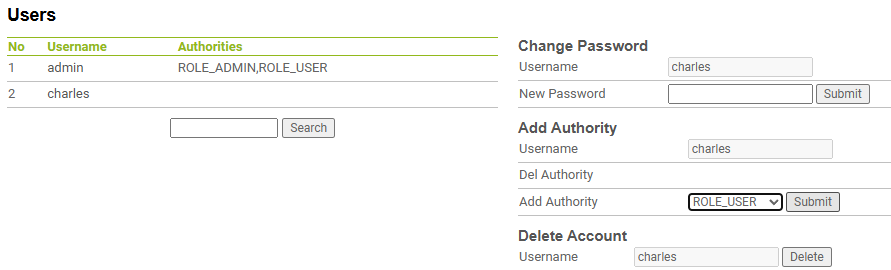 Users
No Username Authorities
1 admin ROLE_ADMIN,ROLE_USER
2 charles
Search
Change Password
Username charles
New Password Submit
Add Authority
Username charles
Del Authority
Add Authority ROLE_USER Submit
Delete Account
Username charles Delete